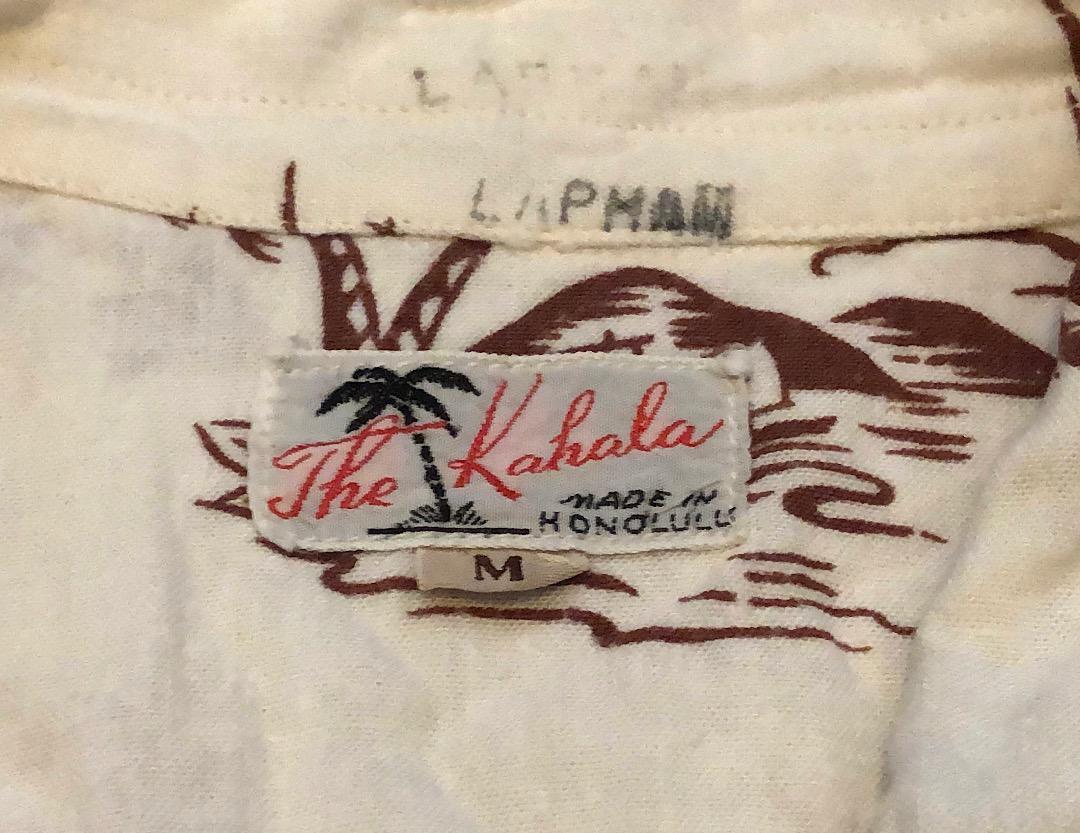 LAPHAM
The Kahala
MADE IN
HONOLULU
M